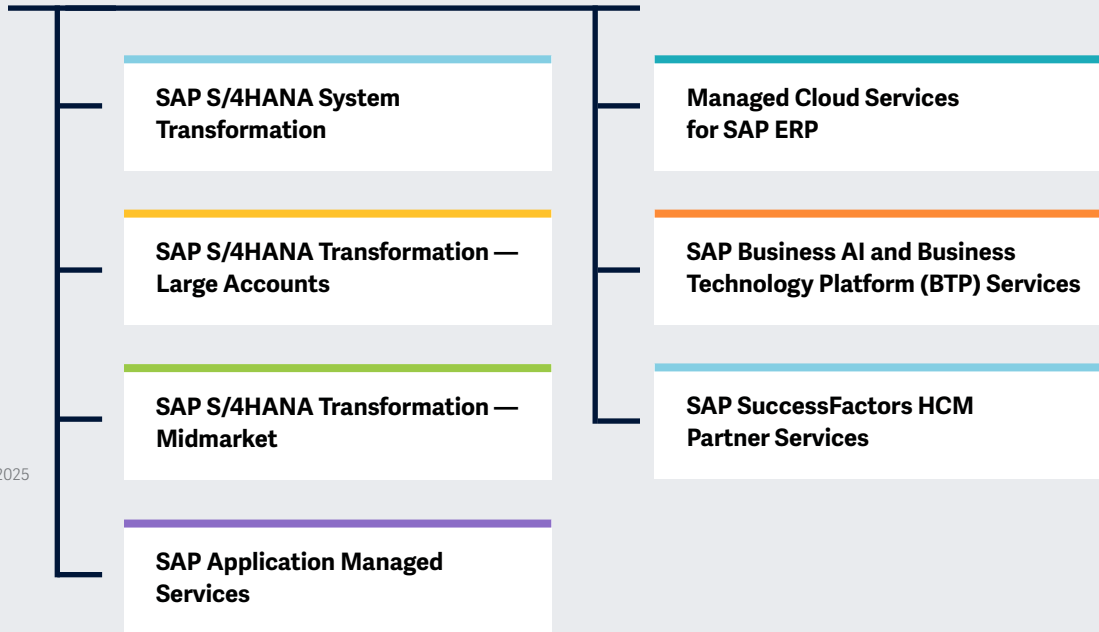 SAP S/4HANA System
Transformation
SAP S/4HANA Transformation —
Large Accounts
SAP S/4HANA Transformation —
Midmarket
SAP Application Managed
Services
Managed Cloud Services
for SAP ERP
SAP Business AI and Business
Technology Platform (BTP) Services
SAP SuccessFactors HCM
Partner Services
2025